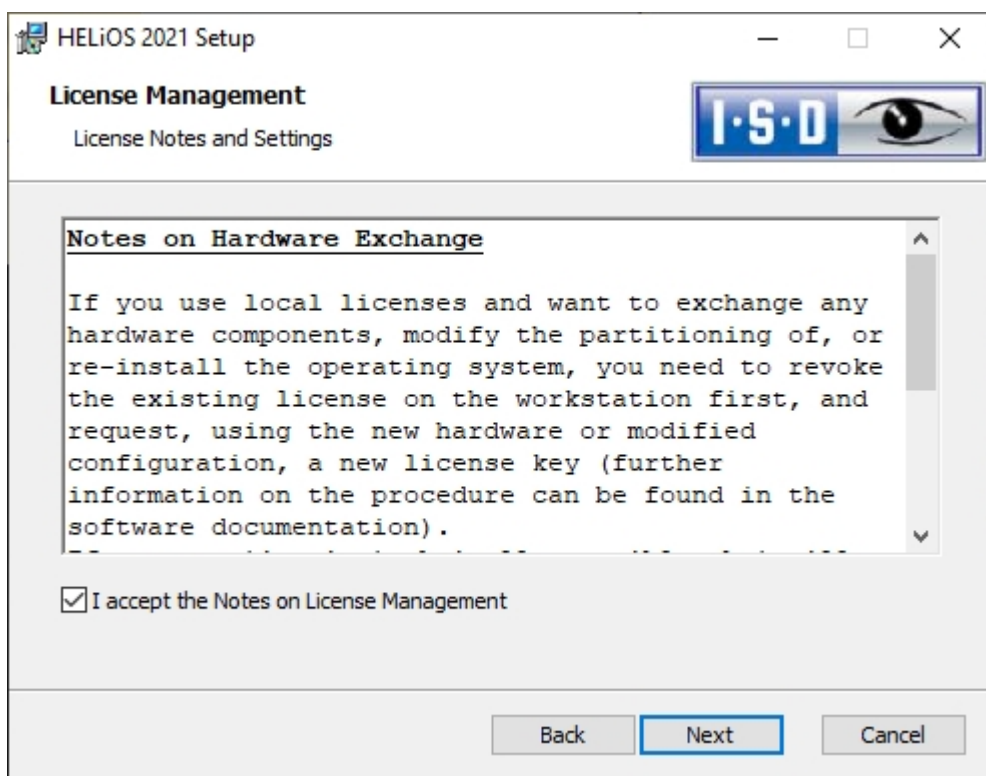 HELiOS 2021 Setup
License Management
License Notes and Settings
I·S·D
Notes on Hardware Exchange
If you use local licenses and want to exchange any
hardware components, modify the partitioning of, or
re-install the operating system, you need to revoke
the existing license on the workstation first, and
request, using the new hardware or modified
configuration, a new license key (further
information on the procedure can be found in the
software documentation).
I accept the Notes on License Management
Back
Next
Cancel